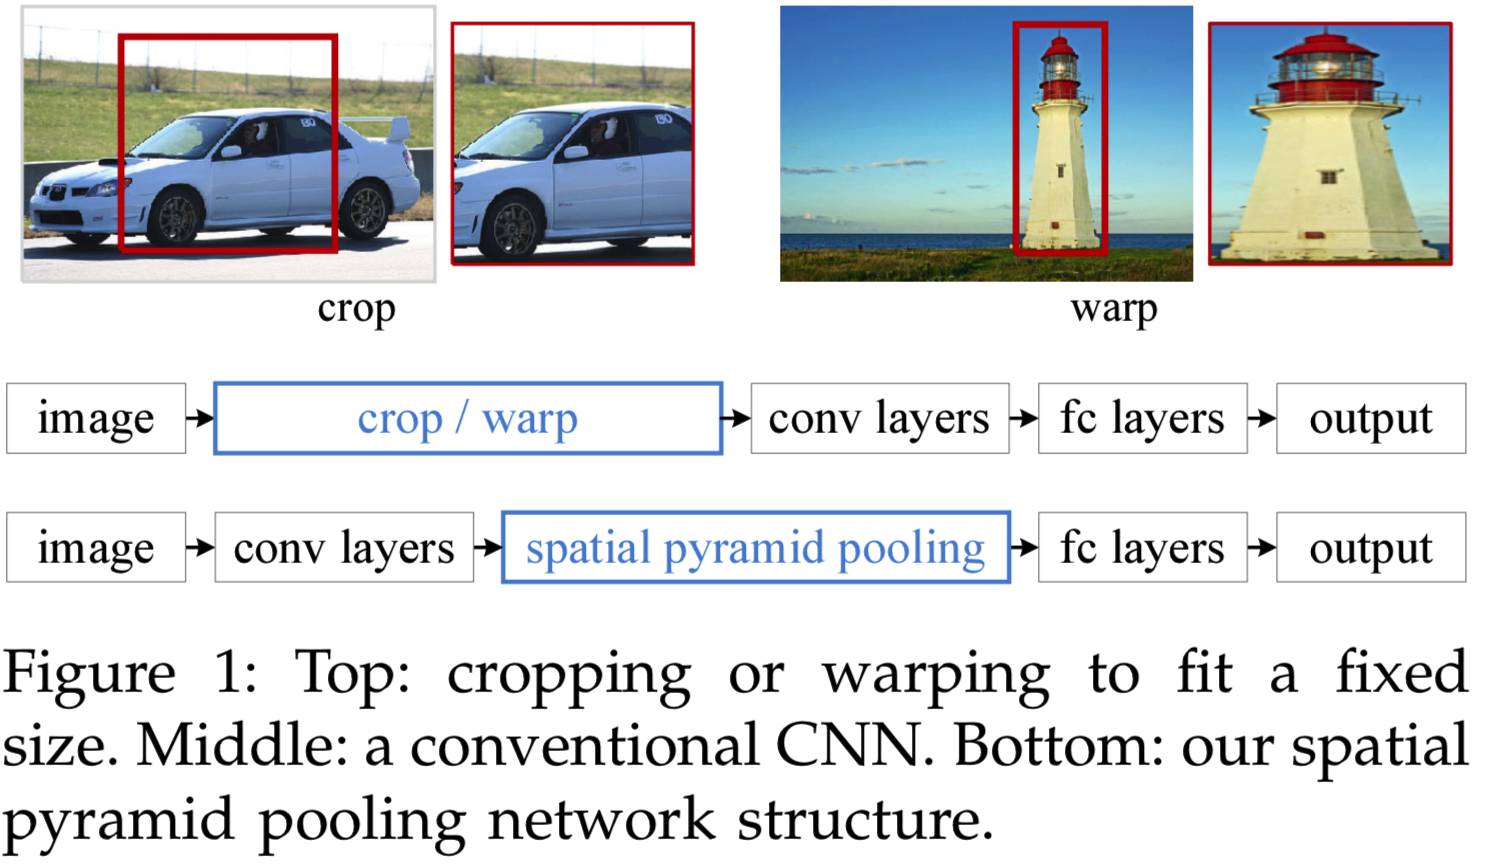 BO
BO
crop
warp
image
crop / warp
conv layers
fc layers
output
image
conv layers
spatial pyramid pooling
fc layers
output
Figure 1: Top: cropping or warping to fit a fixed
size. Middle: a conventional CNN. Bottom: our spatial
pyramid pooling network structure.